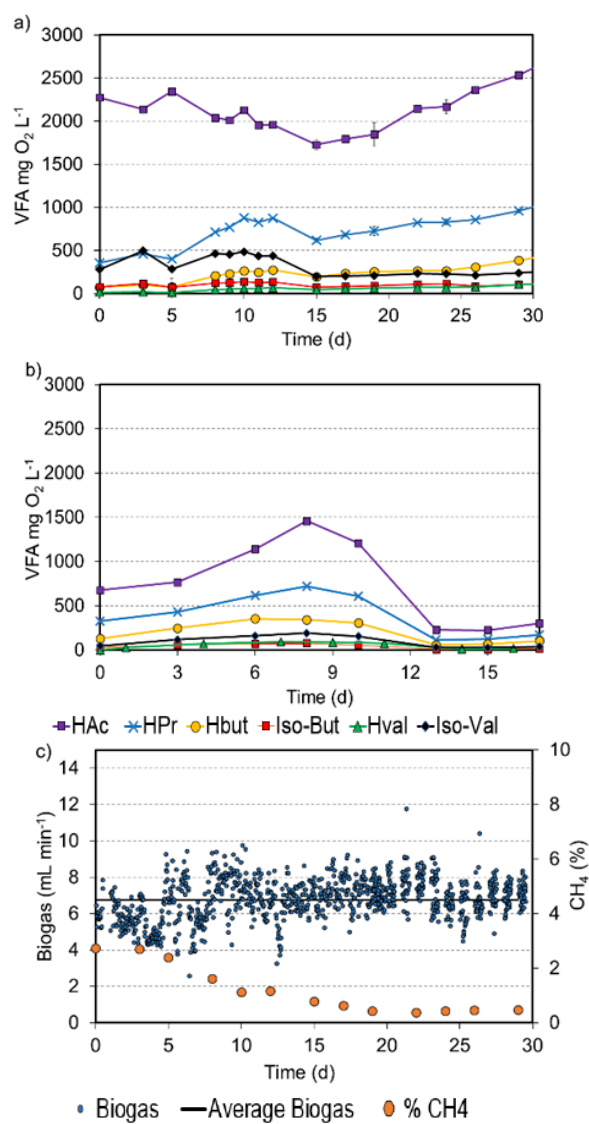 a)
3000
2500
2000
1500
1000
500
0
VFA mg O2 L-1
0 5 10 15 20 25 30
Time (d)
b)
3000
2500
2000
1500
1000
500
0
VFA mg O2 L-1
0 3 6 9 12 15
Time (d)
HAc HPr Hbut Iso-But Hval Iso-Val
c)
14
12
10
8
6
4
2
0
Biogas (mL min-1)
10
8
6
4
2
0
CH4 (%)
0 5 10 15 20 25 30
Time (d)
Biogas Average Biogas % CH4